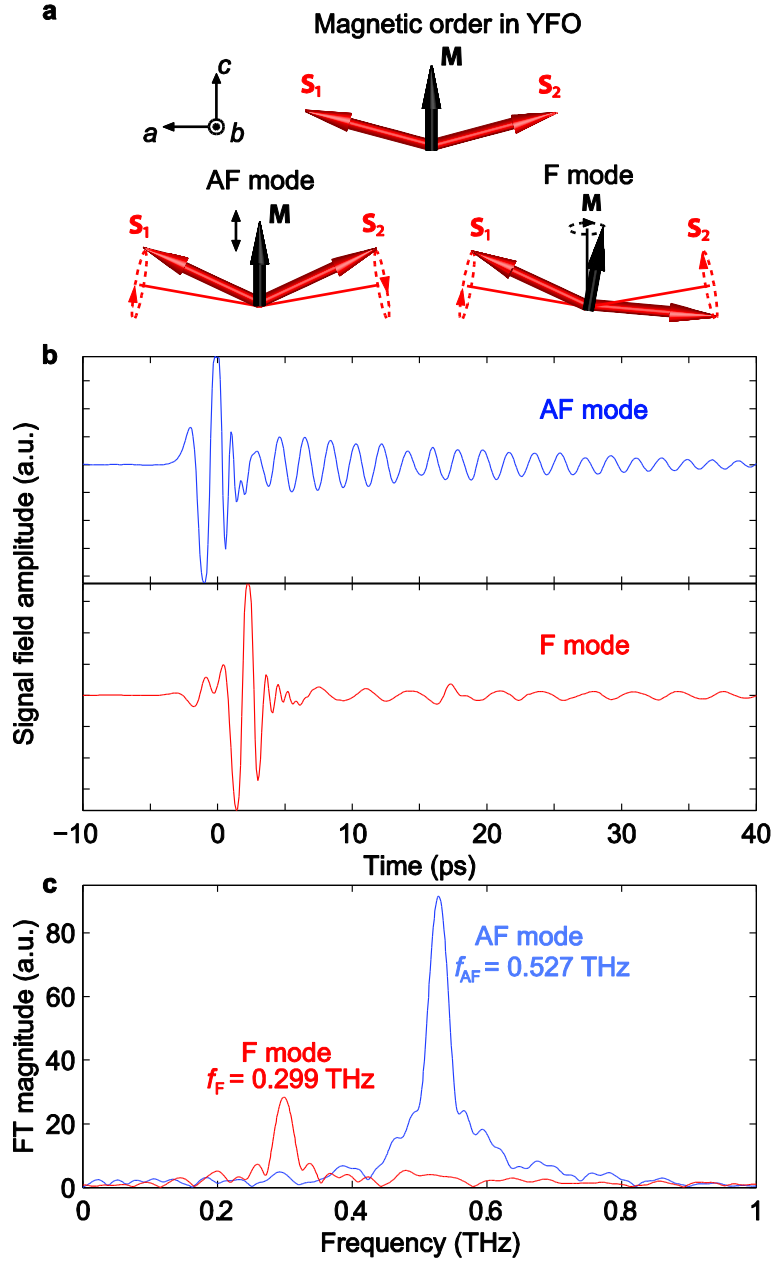 a
Magnetic order in YFO
M
S1
S2
c
a
b
AF mode
F mode
M
M
S1
S2
S1
S2
b
AF mode
F mode
Signal field amplitude (a.u.)
−10 0 10 20 30 40
Time (ps)
c
AF mode
fAF = 0.527 THz
F mode
fF = 0.299 THz
FT magnitude (a.u.)
80
60
40
20
0
0 0.2 0.4 0.6 0.8 1
Frequency (THz)